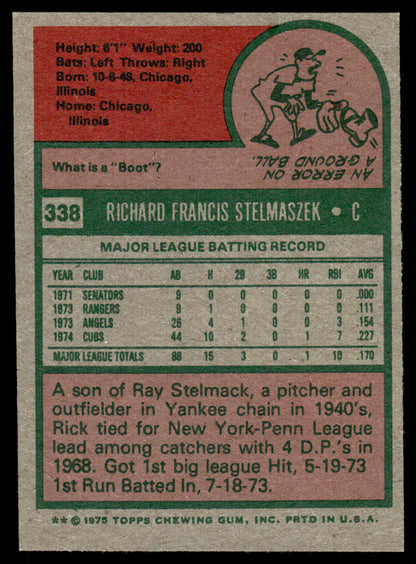 Height: 6'1" Weight: 200
Bats: Left Throws: Right
Born: 10-8-48, Chicago,
Illinois
Home: Chicago,
Illinois
What is a "Boot"?
AN ERROR ON
A GROUND BALL.
338 RICHARD FRANCIS STELMASZEK • C
MAJOR LEAGUE BATTING RECORD
YEAR CLUB AB H 2B 3B HR RBI AVG
1971 SENATORS 9 0 0 0 0 0 .000
1973 RANGERS 9 1 0 0 0 0 .111
1973 ANGELS 26 4 1 0 0 3 .154
1974 CUBS 44 10 2 0 1 7 .227
MAJOR LEAGUE TOTALS 88 15 3 0 1 10 .170
A son of Ray Stelmack, a pitcher and
outfielder in Yankee chain in 1940's,
Rick tied for New York-Penn League
lead among catchers with 4 D.P.'s in
1968. Got 1st big league Hit, 5-19-73
1st Run Batted In, 7-18-73.
** © 1975 TOPPS CHEWING GUM, INC. PRTD IN U.S.A.